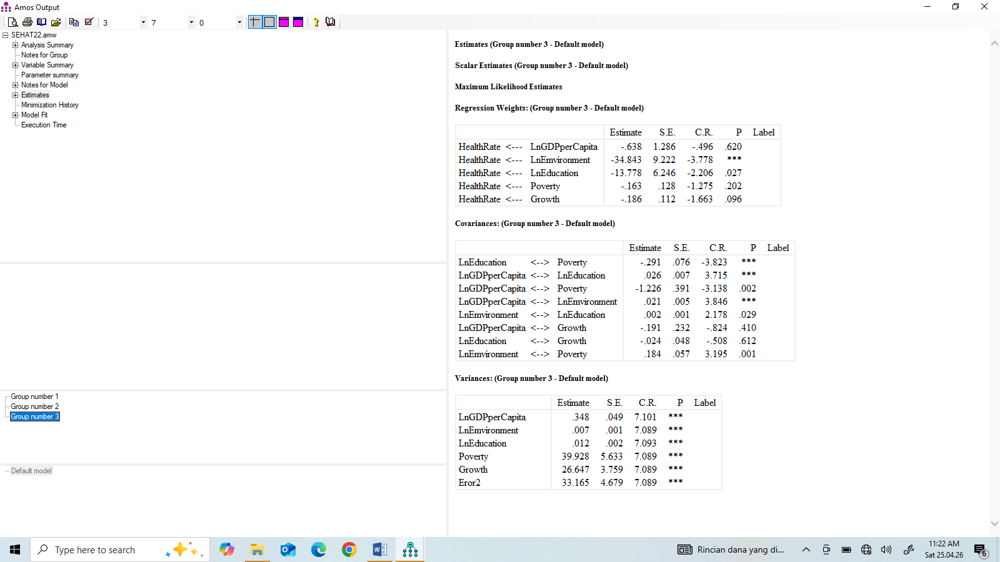 Amos Output
3 7 0
SEHAT22.amw
Analysis Summary
Notes for Group
Variable Summary
Parameter summary
Notes for Model
Estimates
Minimization History
Model Fit
Execution Time
Group number 1
Group number 2
Group number 3
Default model
Estimates (Group number 3 - Default model)
Scalar Estimates (Group number 3 - Default model)
Maximum Likelihood Estimates
Regression Weights: (Group number 3 - Default model)
Estimate S.E. C.R. P Label
HealthRate <--- LnGDPperCapita -.638 1.286 -.496 .620
HealthRate <--- LnEmvironment -34.843 9.222 -3.778 ***
HealthRate <--- LnEducation -13.778 6.246 -2.206 .027
HealthRate <--- Poverty -.163 .128 -1.275 .202
HealthRate <--- Growth -.186 .112 -1.663 .096
Covariances: (Group number 3 - Default model)
Estimate S.E. C.R. P Label
LnEducation <--> Poverty -.291 .076 -3.823 ***
LnGDPperCapita <--> LnEducation .026 .007 3.715 ***
LnGDPperCapita <--> Poverty -1.226 .391 -3.138 .002
LnGDPperCapita <--> LnEmvironment .021 .005 3.846 ***
LnEmvironment <--> LnEducation .002 .001 2.178 .029
LnGDPperCapita <--> Growth -.191 .232 -.824 .410
LnEducation <--> Growth -.024 .048 -.508 .612
LnEmvironment <--> Poverty .184 .057 3.195 .001
Variances: (Group number 3 - Default model)
Estimate S.E. C.R. P Label
LnGDPperCapita .348 .049 7.101 ***
LnEmvironment .007 .001 7.089 ***
LnEducation .012 .002 7.093 ***
Poverty 39.928 5.633 7.089 ***
Growth 26.647 3.759 7.089 ***
Eror2 33.165 4.679 7.089 ***
Type here to search
Rincian dana yang di...
11:22 AM
Sat 25.04.26
6